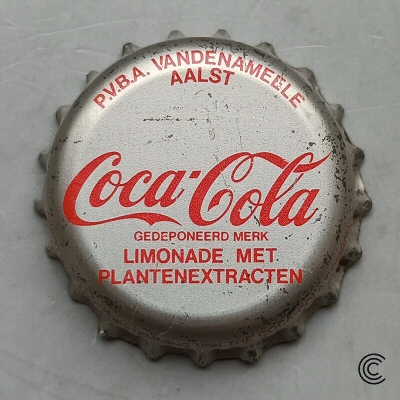 P.V.B.A. VANDENAMEELE
AALST
Coca-Cola
GEDEPONEERD MERK
LIMONADE MET
PLANTENEXTRACTEN